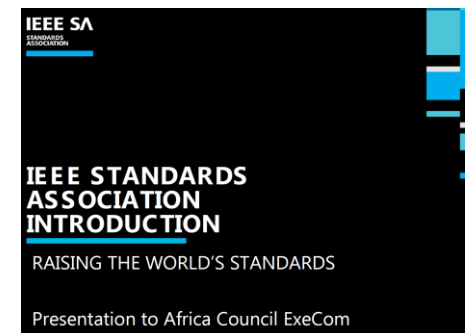 IEEE SA
STANDARDS
ASSOCIATION
IEEE STANDARDS
ASSOCIATION
INTRODUCTION
RAISING THE WORLD'S STANDARDS
Presentation to Africa Council ExeCom